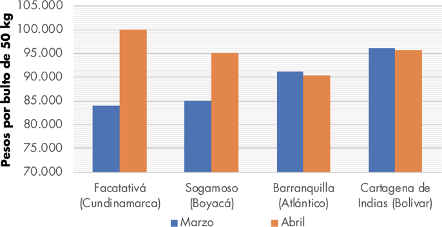 Pesos por bulto de 50 kg
105.000
100.000
95.000
90.000
85.000
80.000
75.000
70.000
Facatativá
(Cundinamarca)
Sogamoso
(Boyacá)
Barranquilla
(Atlántico)
Cartagena de
Indias (Bolívar)
Marzo
Abril